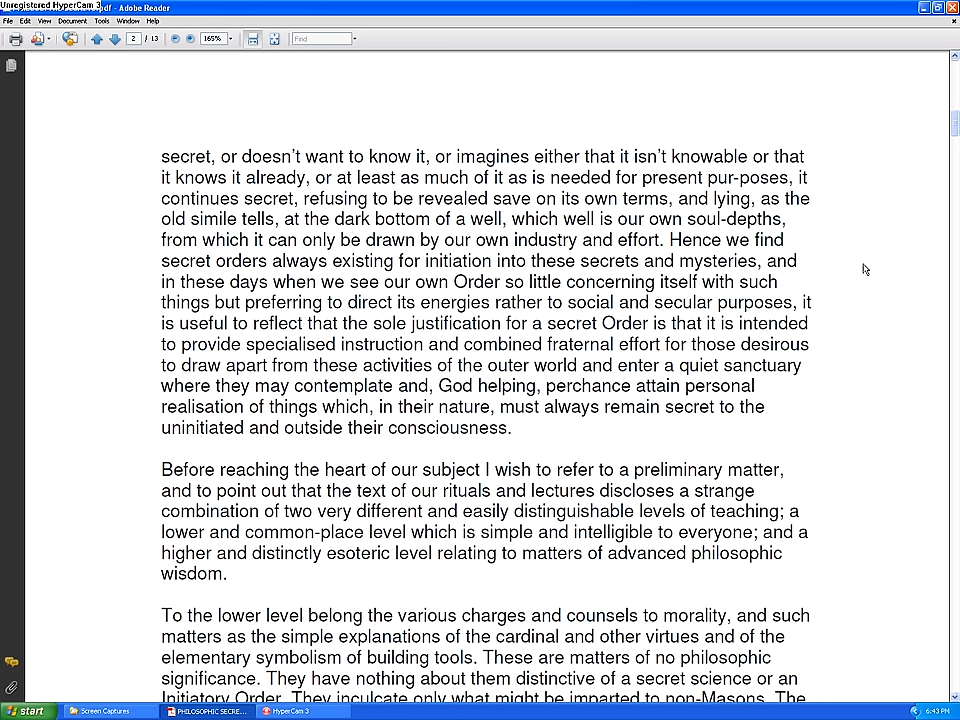 Unregistered HyperCam 3
.pdf - Adobe Reader
File Edit View Document Tools Window Help
2 / 13 165% Find
secret, or doesn't want to know it, or imagines either that it isn't knowable or that
it knows it already, or at least as much of it as is needed for present pur-poses, it
continues secret, refusing to be revealed save on its own terms, and lying, as the
old simile tells, at the dark bottom of a well, which well is our own soul-depths,
from which it can only be drawn by our own industry and effort. Hence we find
secret orders always existing for initiation into these secrets and mysteries, and
in these days when we see our own Order so little concerning itself with such
things but preferring to direct its energies rather to social and secular purposes, it
is useful to reflect that the sole justification for a secret Order is that it is intended
to provide specialised instruction and combined fraternal effort for those desirous
to draw apart from these activities of the outer world and enter a quiet sanctuary
where they may contemplate and, God helping, perchance attain personal
realisation of things which, in their nature, must always remain secret to the
uninitiated and outside their consciousness.
Before reaching the heart of our subject I wish to refer to a preliminary matter,
and to point out that the text of our rituals and lectures discloses a strange
combination of two very different and easily distinguishable levels of teaching; a
lower and common-place level which is simple and intelligible to everyone; and a
higher and distinctly esoteric level relating to matters of advanced philosophic
wisdom.
To the lower level belong the various charges and counsels to morality, and such
matters as the simple explanations of the cardinal and other virtues and of the
elementary symbolism of building tools. These are matters of no philosophic
significance. They have nothing about them distinctive of a secret science or an
Initiatory Order. They inculcate only what might be imparted to non-Masons. The
start Screen Captures PHILOSOPHIC SECRE... HyperCam 3 6:43 PM